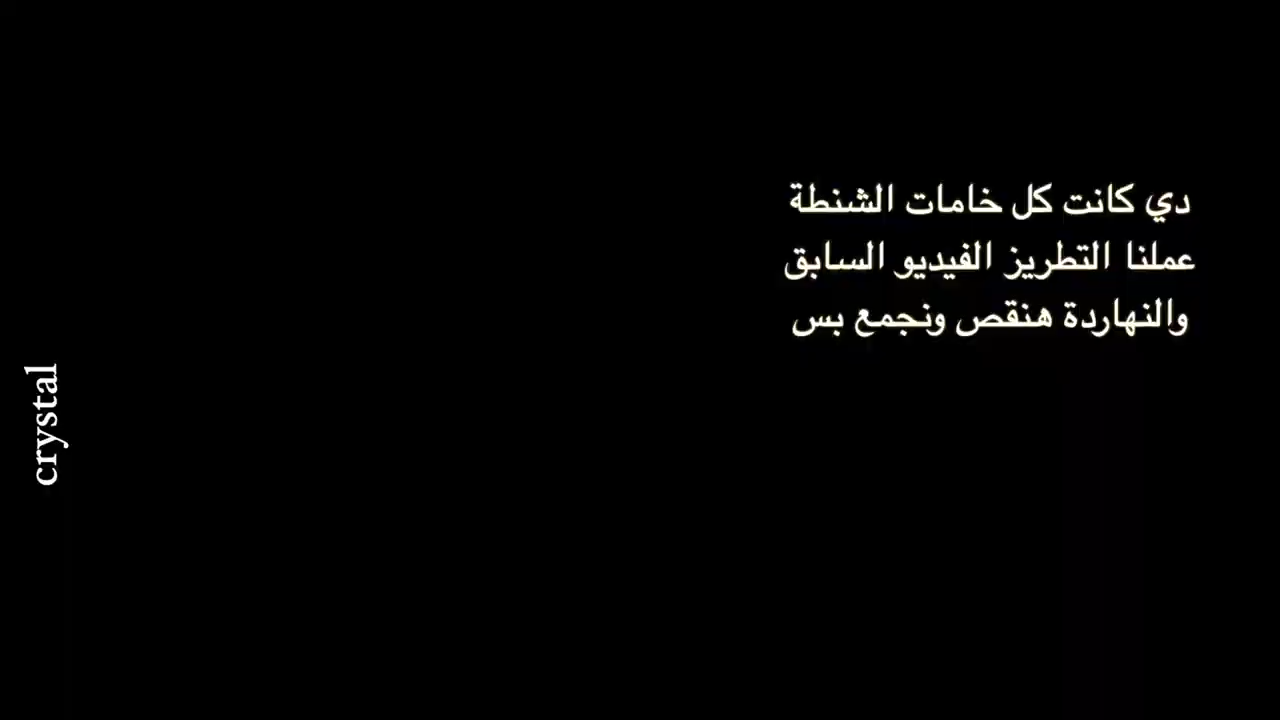 دي كانت كل خامات الشنطة
عملنا التطريز الفيديو السابق
والنهاردة هنقص ونجمع بس
crystal